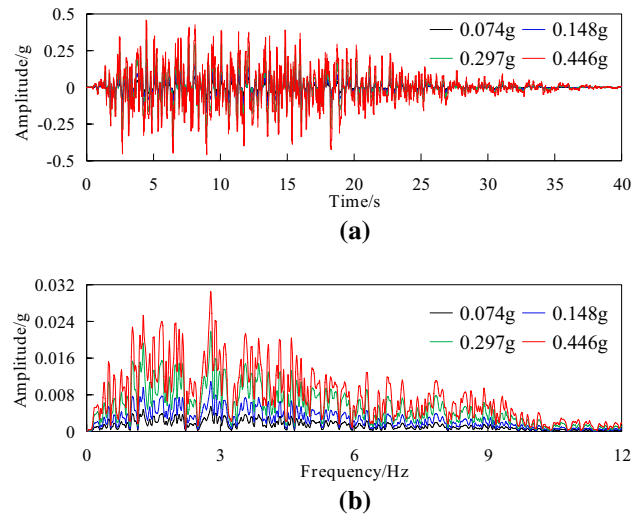 0.5
0.25
0
-0.25
-0.5
Amplitude/g
0.074g 0.148g
0.297g 0.446g
0 5 10 15 20 25 30 35 40
Time/s
(a)
0.032
0.024
0.016
0.008
0
Amplitude/g
0.074g 0.148g
0.297g 0.446g
0 3 6 9 12
Frequency/Hz
(b)